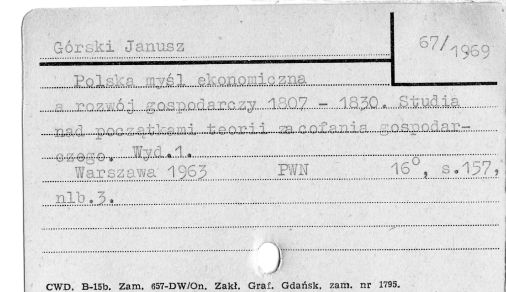 Górski Janusz
67/1969
Polska myśl ekonomiczna
a rozwój gospodarczy 1807 - 1830. Studia
nad początkami teorii zacofania gospodar-
czego. Wyd.1.
Warszawa 1963 PWN 16°, s.157,
nlb.3.
CWD. B-15b. Zam. 657-DW/On. Zakł. Graf. Gdańsk, zam. nr 1795.